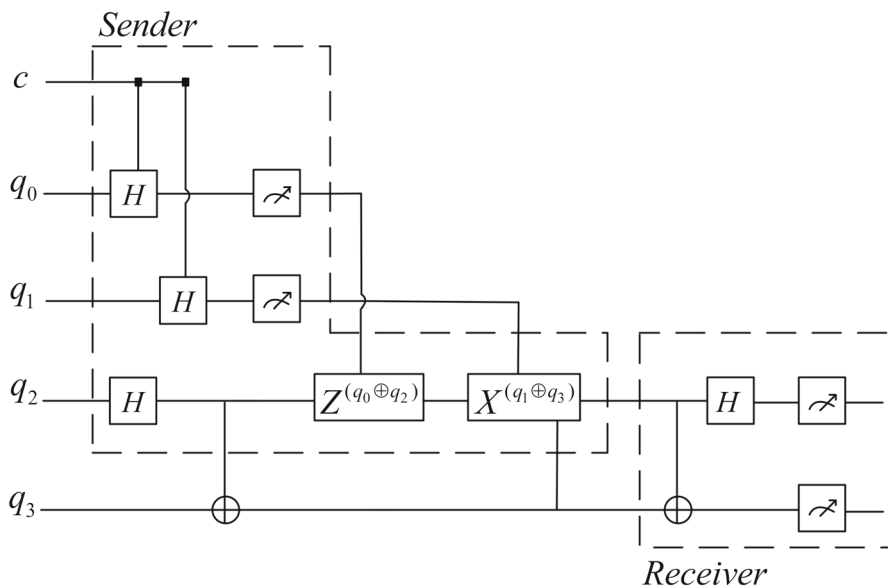 Sender
c
q₀ H
q₁ H
q₂ H Z^(q₀⊕q₂) X^(q₁⊕q₃) H
q₃
Receiver